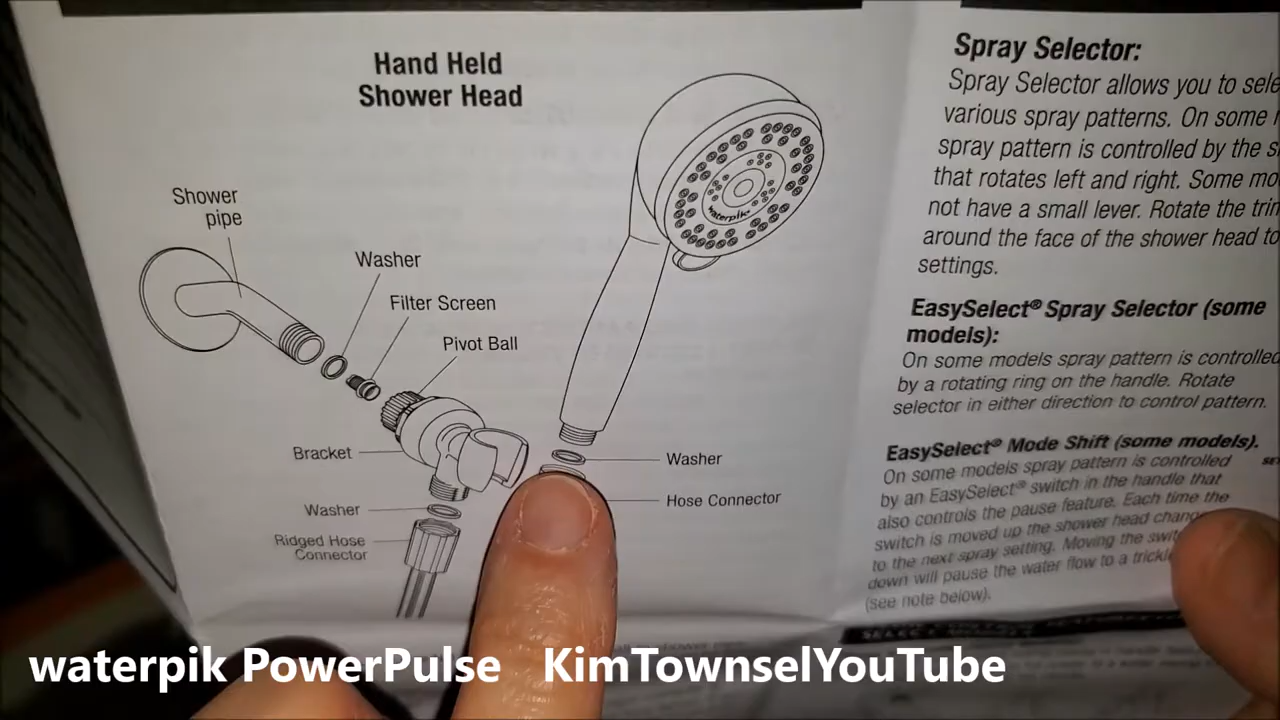 Hand Held
Shower Head
Shower
pipe
Washer
Filter Screen
Pivot Ball
Bracket
Washer
Ridged Hose
Connector
Washer
Hose Connector
waterpik
Spray Selector:
Spray Selector allows you to sele
various spray patterns. On some
spray pattern is controlled by the s
that rotates left and right. Some mo
not have a small lever. Rotate the trim
around the face of the shower head to
settings.
EasySelect® Spray Selector (some
models):
On some models spray pattern is controlled
by a rotating ring on the handle. Rotate
selector in either direction to control pattern.
EasySelect® Mode Shift (some models).
On some models spray pattern is controlled
by an EasySelect® switch in the handle that
also controls the pause feature. Each time the
switch is moved up the shower head chang
to the next spray setting. Moving the swit
down will pause the water flow to a trickl
(see note below).
waterpik PowerPulse KimTownselYouTube